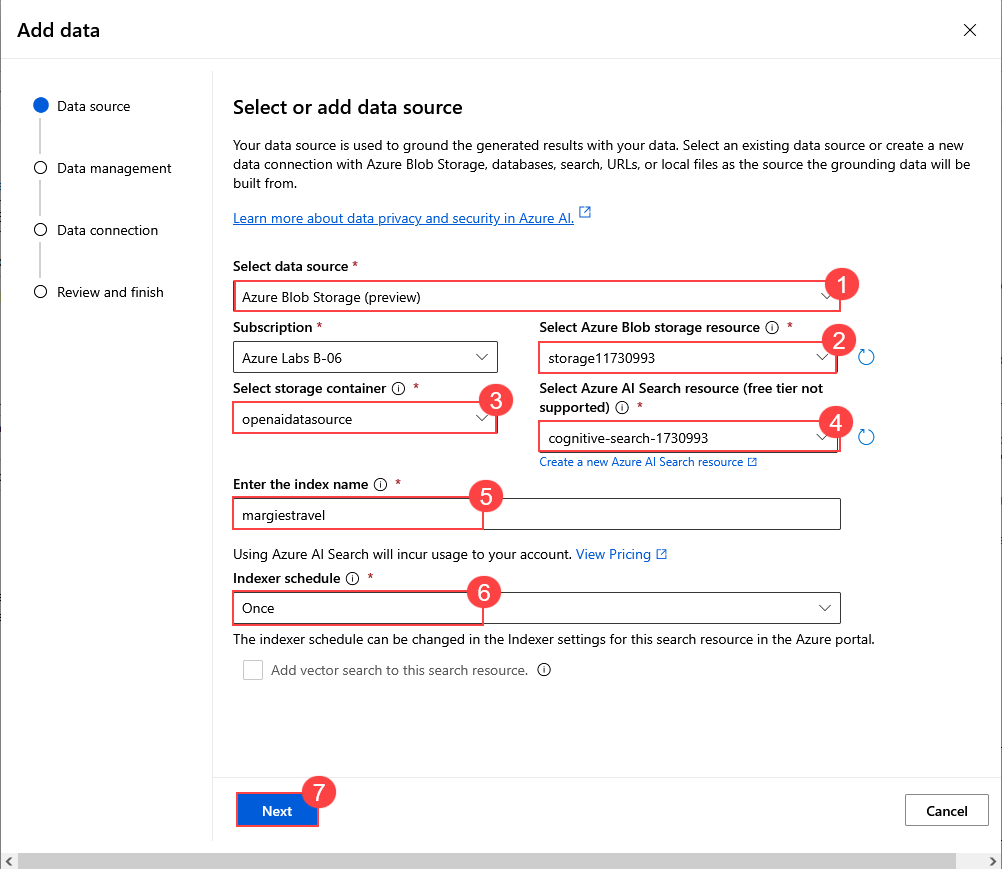 Add data
Data source
Data management
Data connection
Review and finish
Select or add data source
Your data source is used to ground the generated results with your data. Select an existing data source or create a new
data connection with Azure Blob Storage, databases, search, URLs, or local files as the source the grounding data will be
built from.
Learn more about data privacy and security in Azure AI.
Select data source *
Azure Blob Storage (preview)
1
Subscription *
Azure Labs B-06
Select Azure Blob storage resource *
storage11730993
2
Select storage container *
openaidatasource
3
Select Azure AI Search resource (free tier not
supported) *
cognitive-search-1730993
4
Create a new Azure AI Search resource
Enter the index name *
margiestravel
5
Using Azure AI Search will incur usage to your account. View Pricing
Indexer schedule *
Once
6
The indexer schedule can be changed in the Indexer settings for this search resource in the Azure portal.
Add vector search to this search resource.
Next
7
Cancel